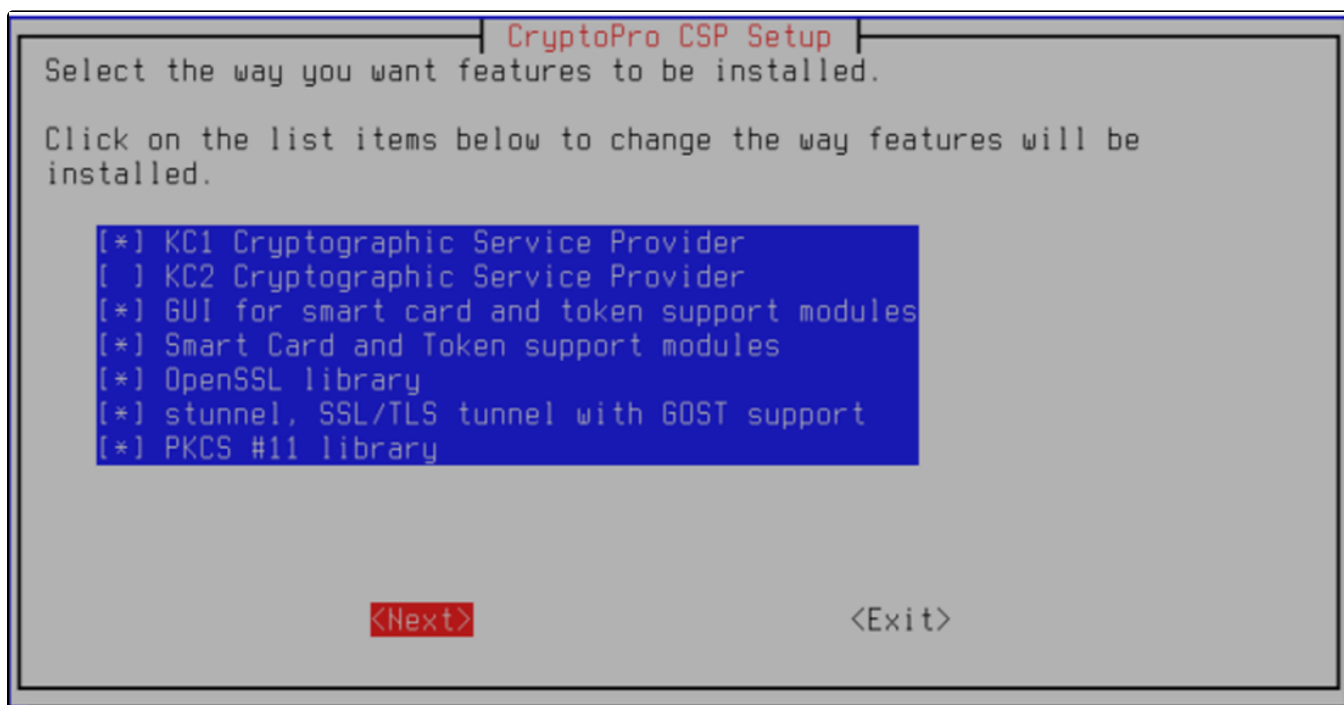 CryptoPro CSP Setup
Select the way you want features to be installed.
Click on the list items below to change the way features will be
installed.
[*] KC1 Cryptographic Service Provider
[ ] KC2 Cryptographic Service Provider
[*] GUI for smart card and token support modules
[*] Smart Card and Token support modules
[*] OpenSSL library
[*] stunnel, SSL/TLS tunnel with GOST support
[*] PKCS #11 library
<Next> <Exit>